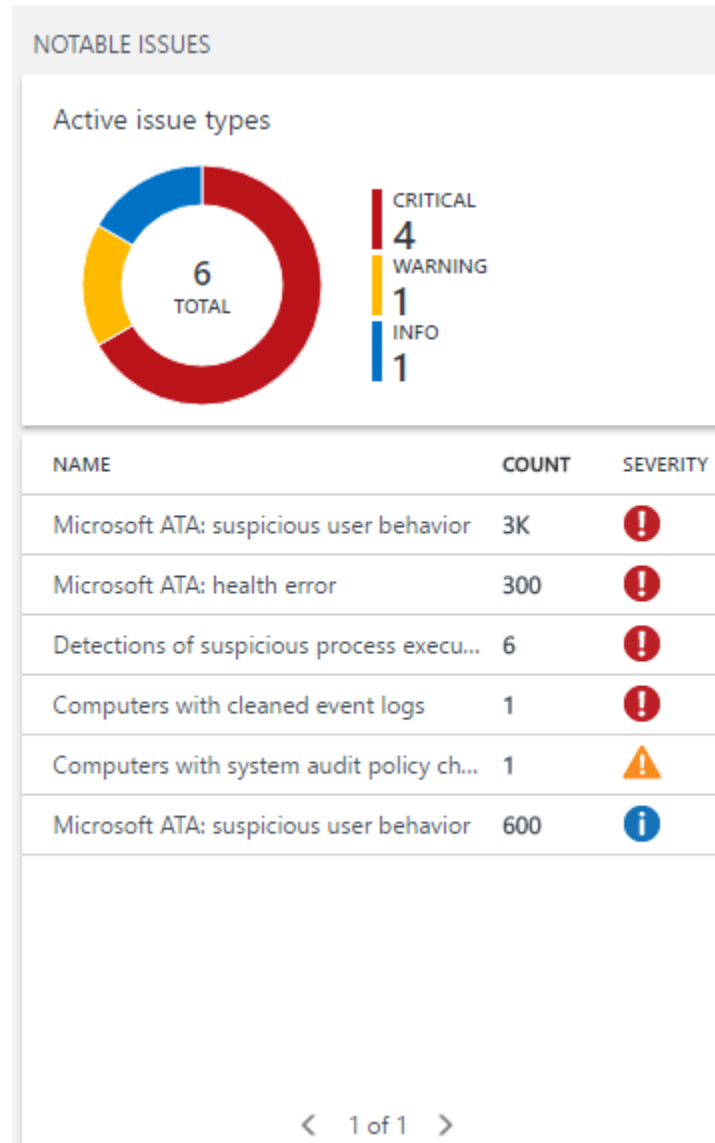 NOTABLE ISSUES
Active issue types
6
TOTAL
CRITICAL
4
WARNING
1
INFO
1
NAME COUNT SEVERITY
Microsoft ATA: suspicious user behavior 3K
Microsoft ATA: health error 300
Detections of suspicious process execu... 6
Computers with cleaned event logs 1
Computers with system audit policy ch... 1
Microsoft ATA: suspicious user behavior 600
1 of 1